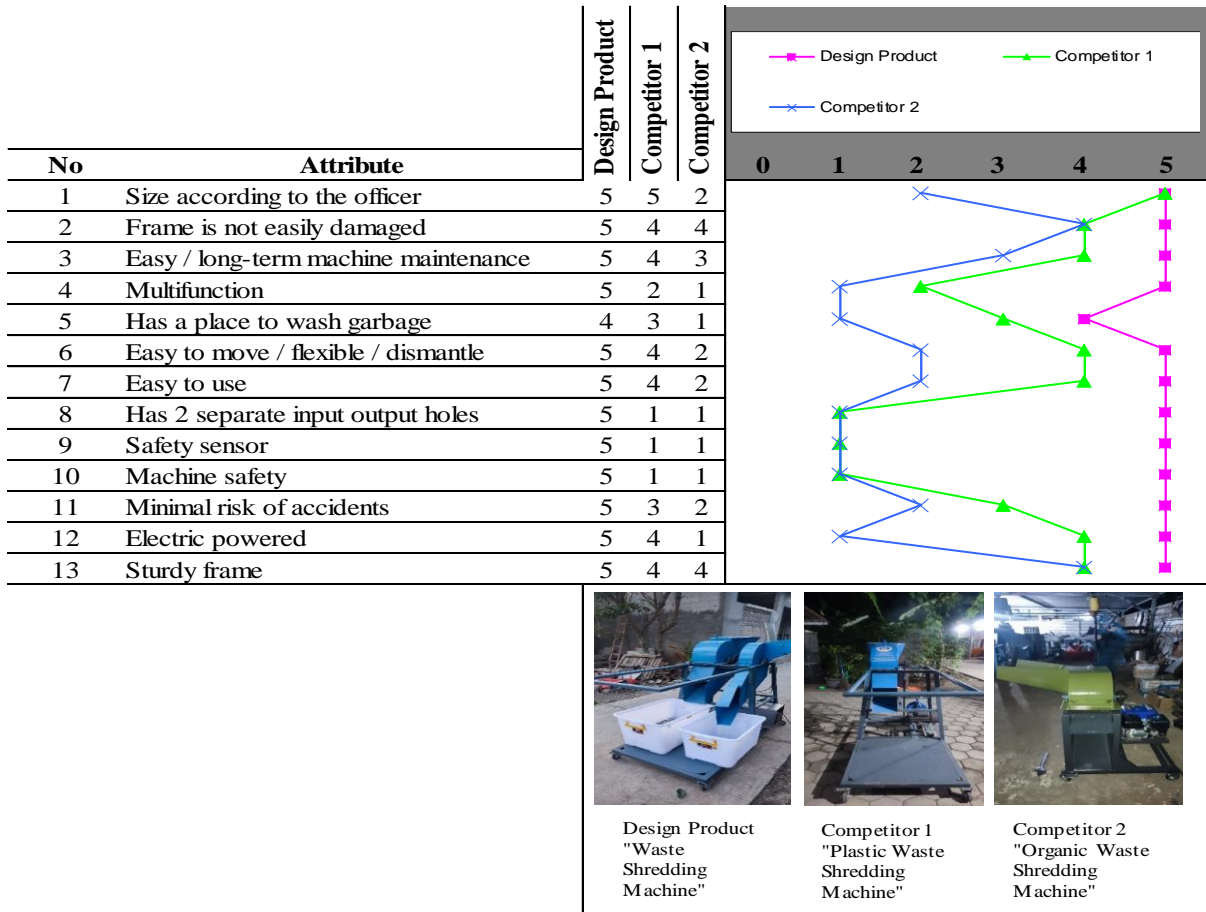 Design Product
Competitor 1
Competitor 2
Design Product
Competitor 1
Competitor 2
No Attribute
0 1 2 3 4 5
1 Size according to the officer 5 5 2
2 Frame is not easily damaged 5 4 4
3 Easy / long-term machine maintenance 5 4 3
4 Multifunction 5 2 1
5 Has a place to wash garbage 4 3 1
6 Easy to move / flexible / dismantle 5 4 2
7 Easy to use 5 4 2
8 Has 2 separate input output holes 5 1 1
9 Safety sensor 5 1 1
10 Machine safety 5 1 1
11 Minimal risk of accidents 5 3 2
12 Electric powered 5 4 1
13 Sturdy frame 5 4 4
Design Product
"Waste
Shredding
Machine"
Competitor 1
"Plastic Waste
Shredding
Machine"
Competitor 2
"Organic Waste
Shredding
Machine"